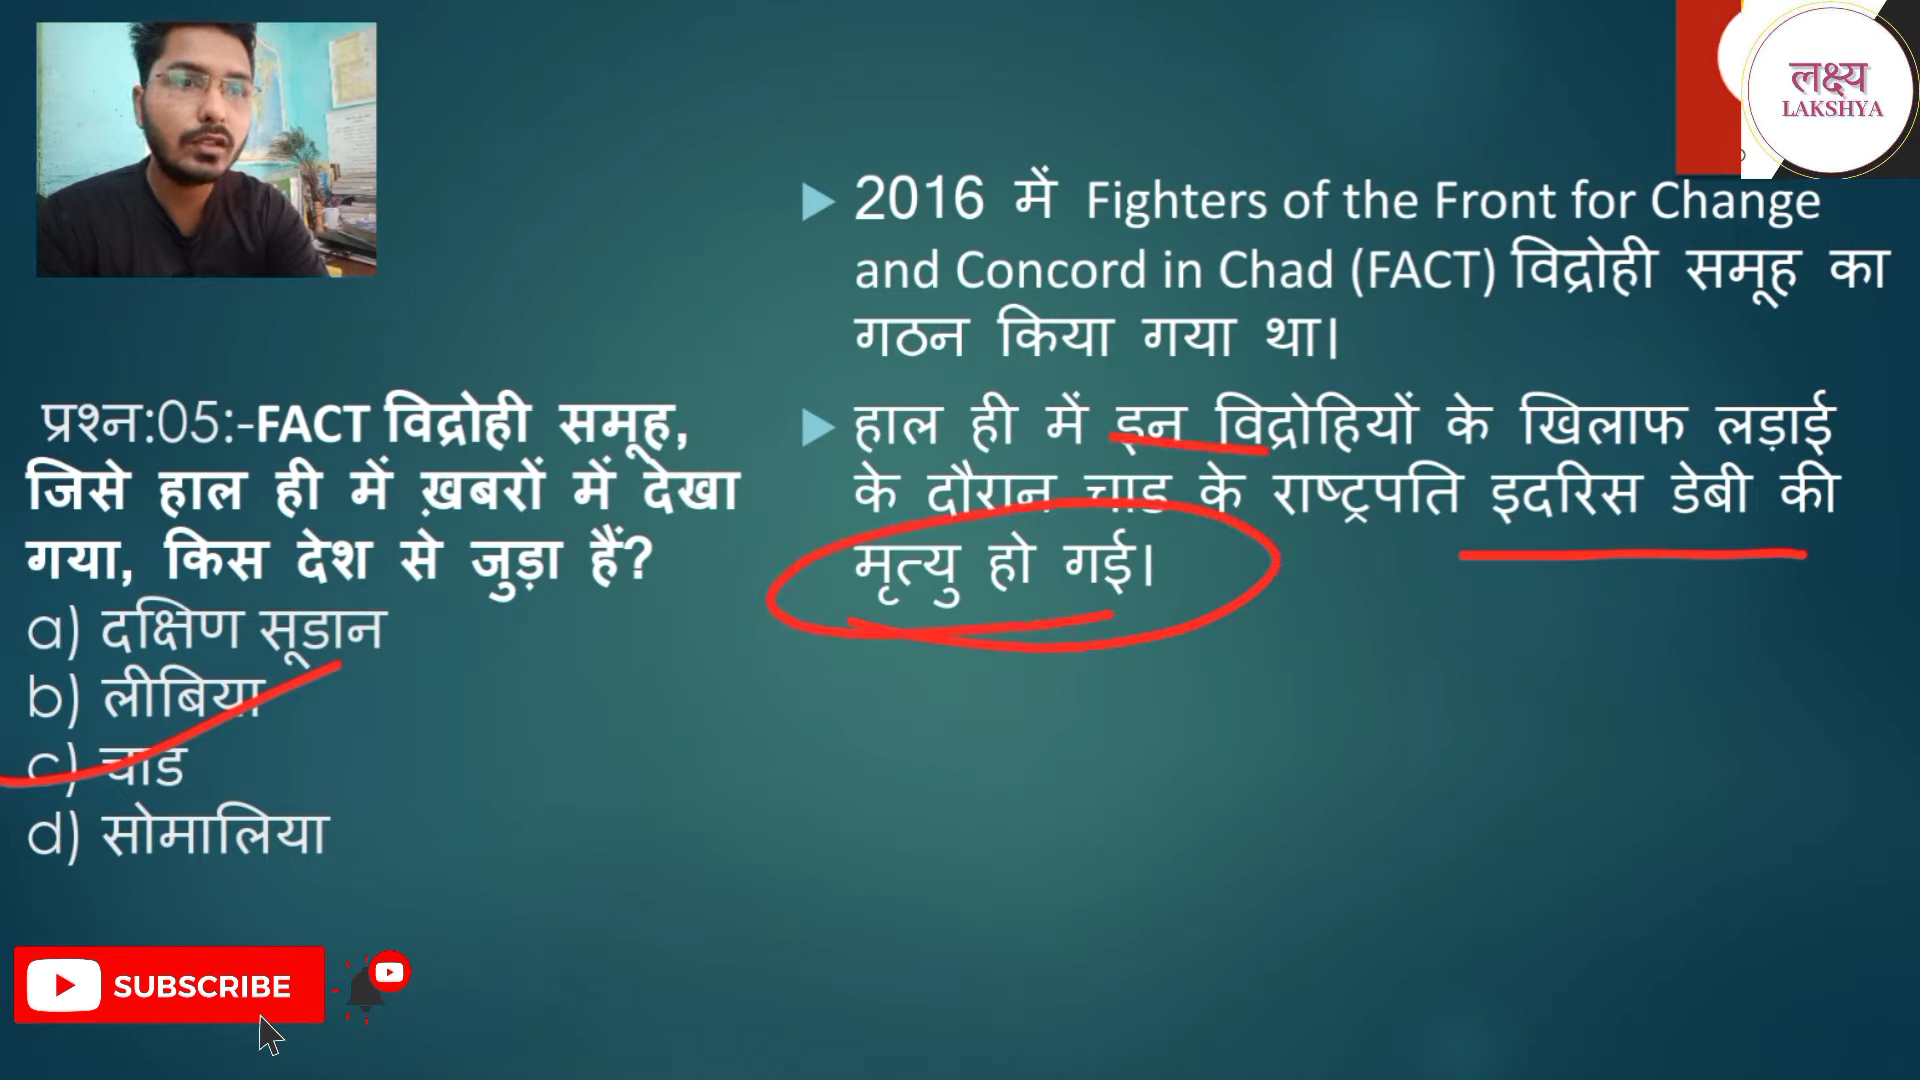 लक्ष्य
LAKSHYA
2016 में Fighters of the Front for Change
and Concord in Chad (FACT) विद्रोही समूह का
गठन किया गया था।
हाल ही में इन विद्रोहियों के खिलाफ लड़ाई
के दौरान चाड के राष्ट्रपति इदरिस डेबी की
मृत्यु हो गई।
प्रश्न:05:-FACT विद्रोही समूह,
जिसे हाल ही में ख़बरों में देखा
गया, किस देश से जुड़ा हैं?
a) दक्षिण सूडान
b) लीबिया
c) चाड
d) सोमालिया
SUBSCRIBE